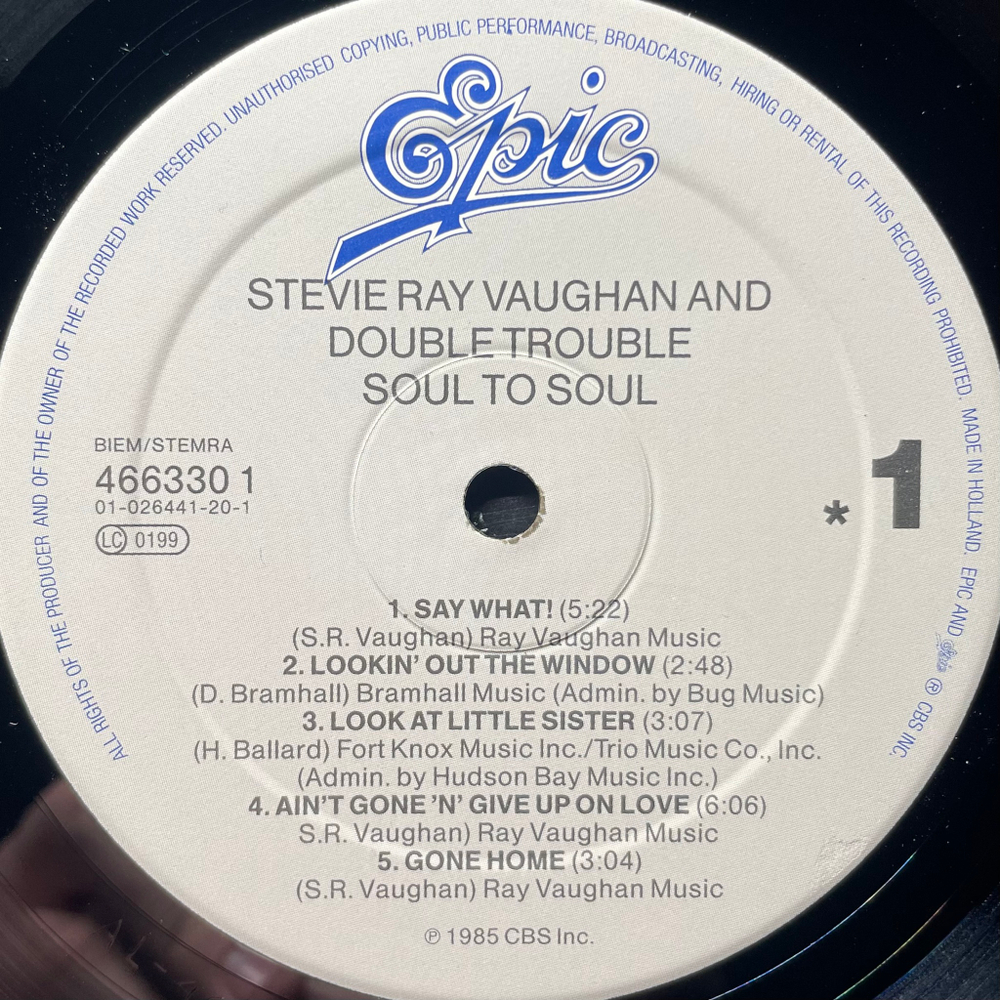 ALL RIGHTS OF THE PRODUCER AND OF THE OWNER OF THE RECORDED WORK RESERVED. UNAUTHORISED COPYING, PUBLIC PERFORMANCE, BROADCASTING, HIRING OR RENTAL OF THIS RECORDING PROHIBITED. MADE IN HOLLAND. EPIC AND Epic ® CBS INC.
Epic
STEVIE RAY VAUGHAN AND
DOUBLE TROUBLE
SOUL TO SOUL
BIEM/STEMRA
466330 1
01-026441-20-1
LC 0199
* 1
1. SAY WHAT! (5:22)
(S.R. Vaughan) Ray Vaughan Music
2. LOOKIN' OUT THE WINDOW (2:48)
(D. Bramhall) Bramhall Music (Admin. by Bug Music)
3. LOOK AT LITTLE SISTER (3:07)
(H. Ballard) Fort Knox Music Inc./Trio Music Co., Inc.
(Admin. by Hudson Bay Music Inc.)
4. AIN'T GONE 'N' GIVE UP ON LOVE (6:06)
S.R. Vaughan) Ray Vaughan Music
5. GONE HOME (3:04)
(S.R. Vaughan) Ray Vaughan Music
℗ 1985 CBS Inc.